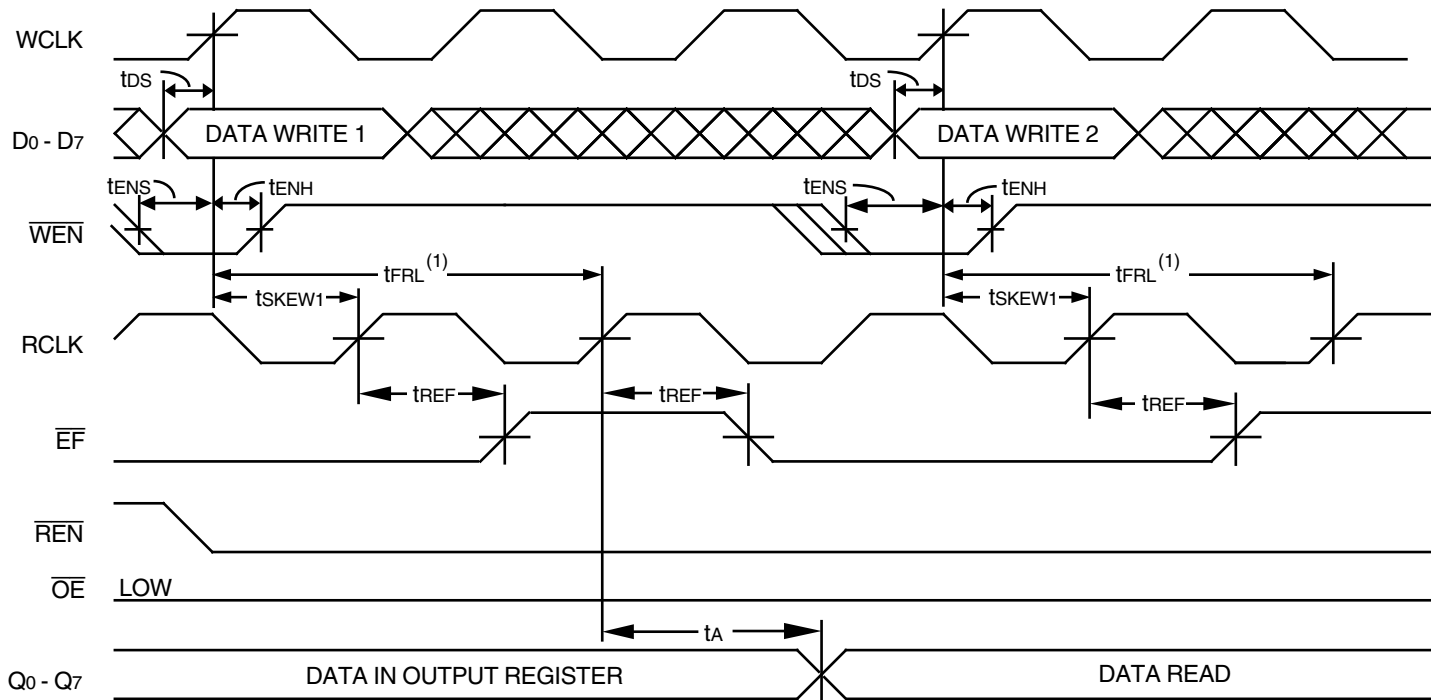 WCLK
tDS tDS
D0 - D7 DATA WRITE 1 DATA WRITE 2
tENS tENH tENS tENH
WEN
tFRL(1) tFRL(1)
tSKEW1 tSKEW1
RCLK
tREF tREF tREF
EF
REN
OE LOW
tA
Q0 - Q7 DATA IN OUTPUT REGISTER DATA READ